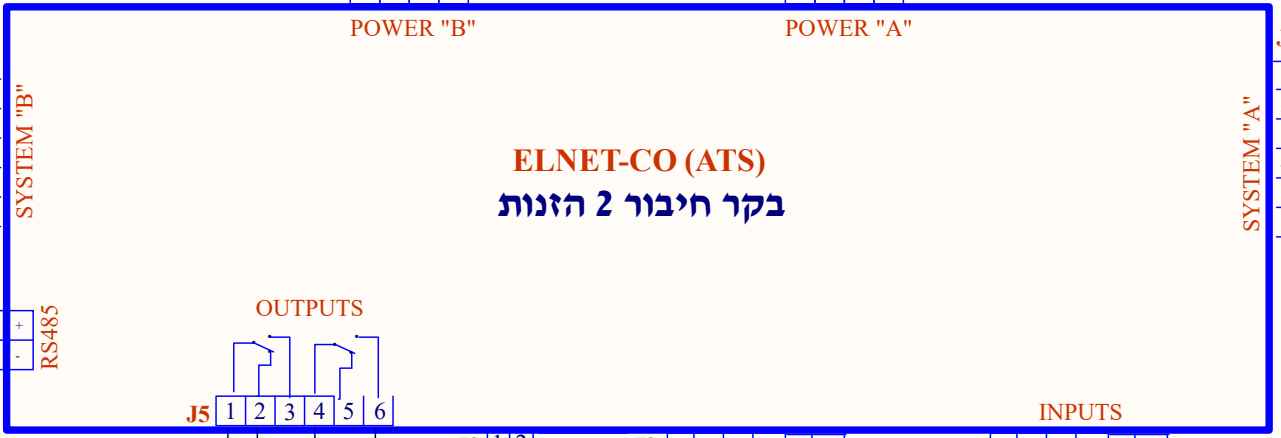 POWER "B"
POWER "A"
SYSTEM "B"
SYSTEM "A"
ELNET-CO (ATS)
בקר חיבור 2 הזנות
OUTPUTS
+
-
RS485
J5 1 2 3 4 5 6
INPUTS